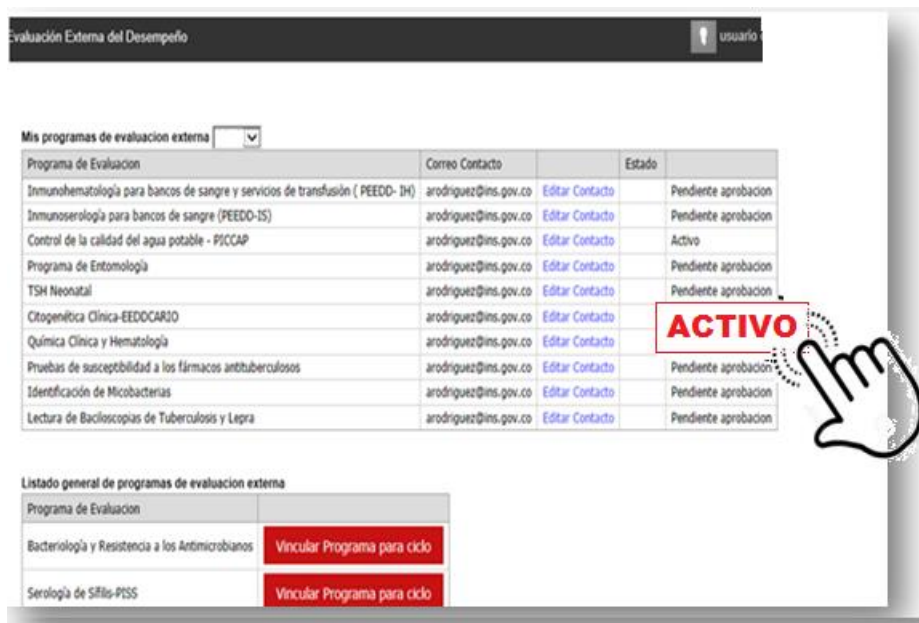 Evaluación Externa del Desempeño
usuario
Mis programas de evaluacion externa
Programa de Evaluacion Correo Contacto Estado
Inmunohematología para bancos de sangre y servicios de transfusión ( PEEDD- IH) arodriguez@ins.gov.co Editar Contacto Pendiente aprobacion
Inmunoserología para bancos de sangre (PEEDD-IS) arodriguez@ins.gov.co Editar Contacto Pendiente aprobacion
Control de la calidad del agua potable - PICCAP arodriguez@ins.gov.co Editar Contacto Activo
Programa de Entomología arodriguez@ins.gov.co Editar Contacto Pendiente aprobacion
TSH Neonatal arodriguez@ins.gov.co Editar Contacto Pendiente aprobacion
Citogenética Clínica-EEDDCARIO arodriguez@ins.gov.co Editar Contacto
ACTIVO
Química Clínica y Hematología arodriguez@ins.gov.co Editar Contacto
Pruebas de susceptibilidad a los fármacos antituberculosos arodriguez@ins.gov.co Editar Contacto Pendiente aprobacion
Identificación de Micobacterias arodriguez@ins.gov.co Editar Contacto Pendiente aprobacion
Lectura de Baciloscopias de Tuberculosis y Lepra arodriguez@ins.gov.co Editar Contacto Pendiente aprobacion
Listado general de programas de evaluacion externa
Programa de Evaluacion
Bacteriología y Resistencia a los Antimicrobianos Vincular Programa para ciclo
Serología de Sífilis-PISS Vincular Programa para ciclo